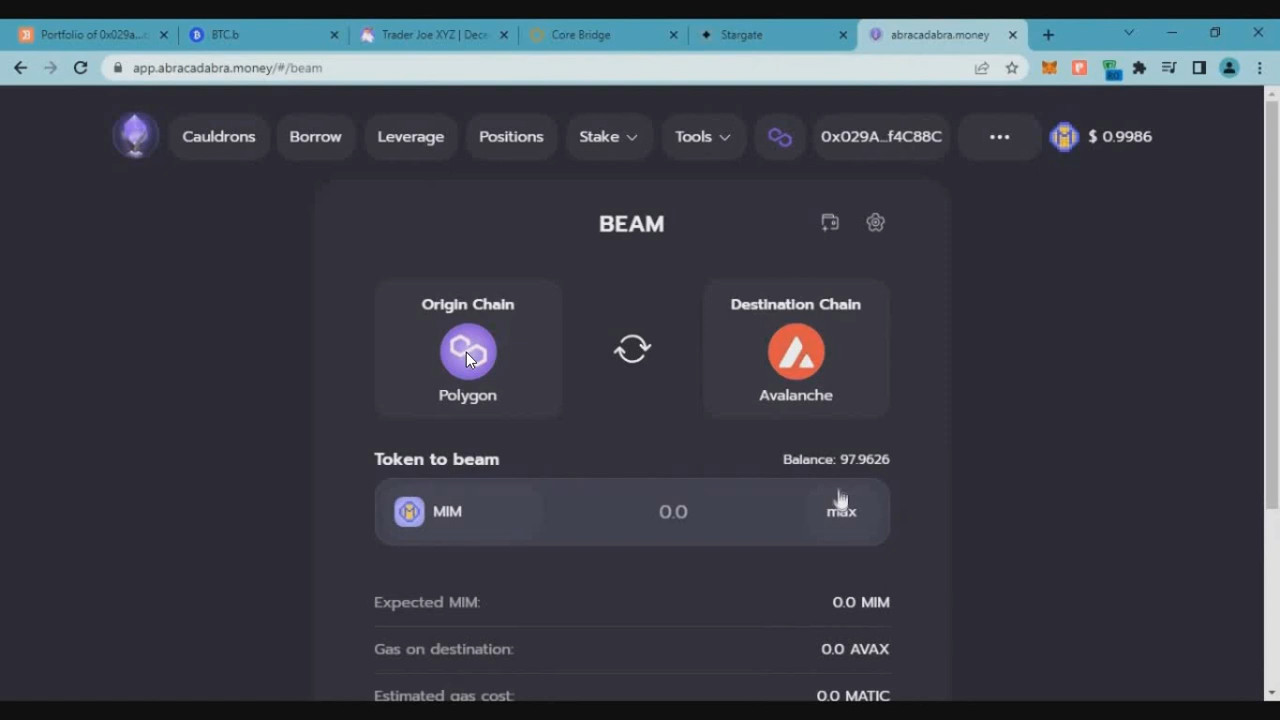 Portfolio of 0x029a...
BTC.b
Trader Joe XYZ | Dece
Core Bridge
Stargate
abracadabra.money
app.abracadabra.money/#/beam
Cauldrons
Borrow
Leverage
Positions
Stake
Tools
0x029A...f4C88C
$ 0.9986
BEAM
Origin Chain
Destination Chain
Polygon
Avalanche
Token to beam
Balance: 97.9626
MIM
0.0
max
Expected MIM:
0.0 MIM
Gas on destination:
0.0 AVAX
Estimated gas cost:
0.0 MATIC